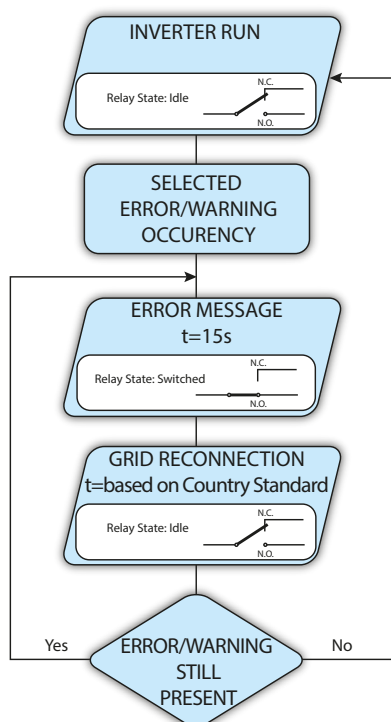 INVERTER RUN
N.C.
Relay State: Idle
N.O.
SELECTED
ERROR/WARNING
OCCURENCY
ERROR MESSAGE
t=15s
N.C.
Relay State: Switched
N.O.
GRID RECONNECTION
t=based on Country Standard
N.C.
Relay State: Idle
N.O.
Yes
ERROR/WARNING
STILL
PRESENT
No